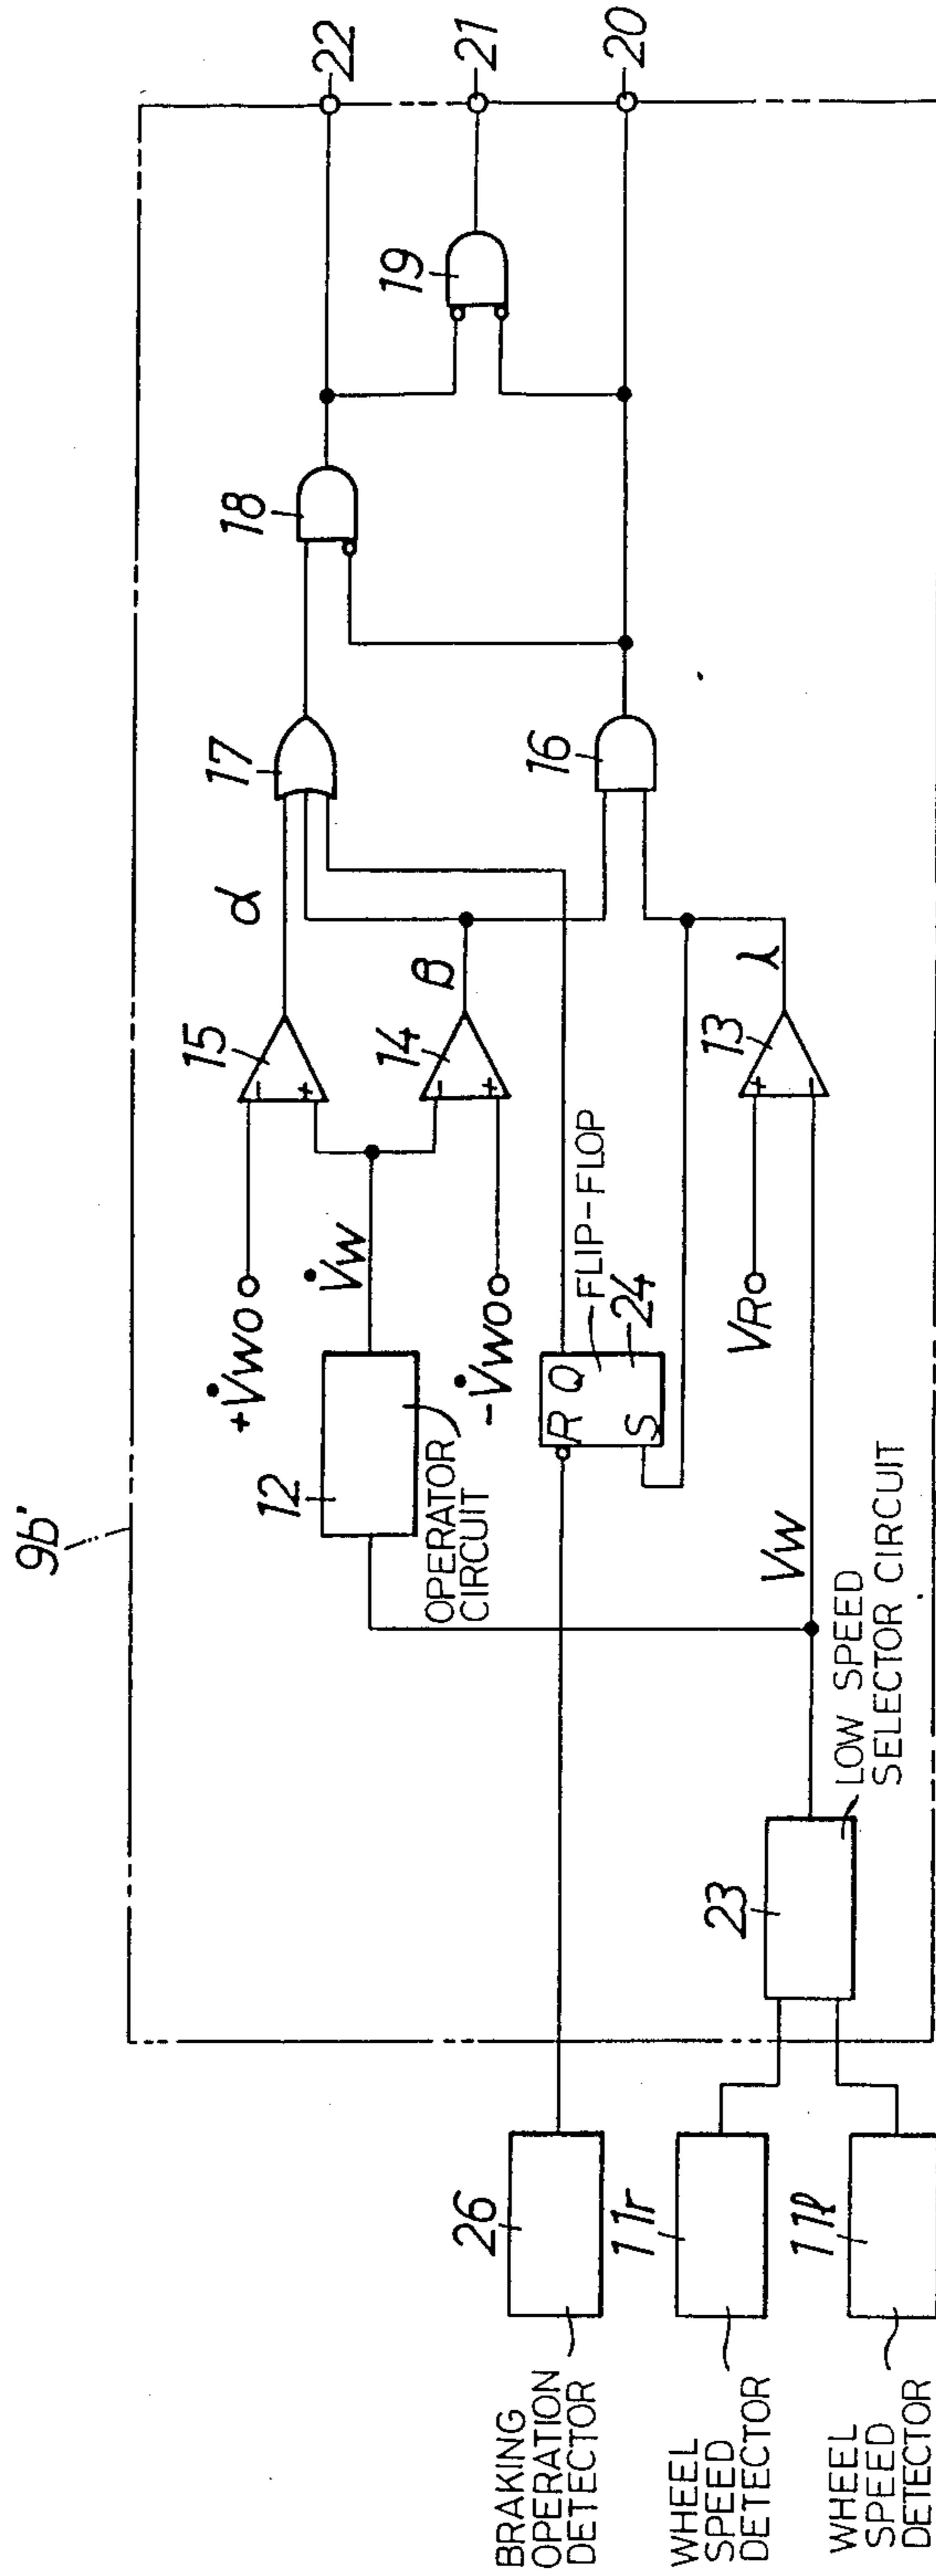 9b'
22
21
20
19
18
17
16
α
β
λ
15
14
13
+V̇wo
V̇w
-V̇wo
VR
12
OPERATOR
CIRCUIT
R Q
S
FLIP-FLOP
24
Vw
23
LOW SPEED
SELECTOR CIRCUIT
26
11r
11ℓ
BRAKING
OPERATION
DETECTOR
WHEEL
SPEED
DETECTOR
WHEEL
SPEED
DETECTOR